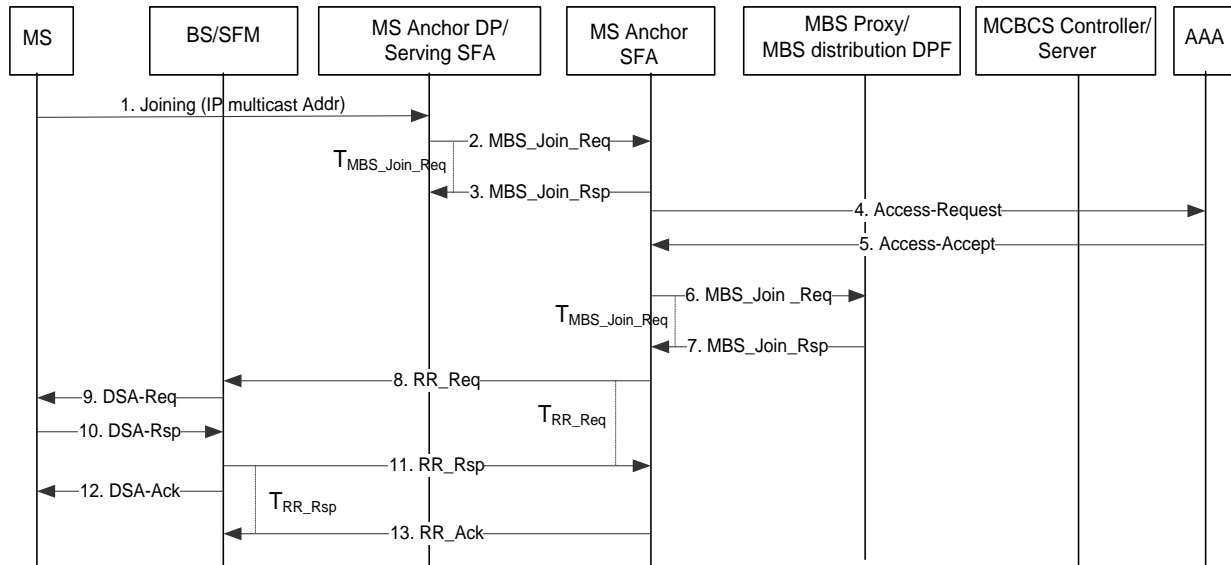 MS
BS/SFM
MS Anchor DP/
Serving SFA
MS Anchor
SFA
MBS Proxy/
MBS distribution DPF
MCBCS Controller/
Server
AAA
1. Joining (IP multicast Addr)
2. MBS_Join_Req
TMBS_Join_Req
3. MBS_Join_Rsp
4. Access-Request
5. Access-Accept
6. MBS_Join _Req
TMBS_Join_Req
7. MBS_Join_Rsp
8. RR_Req
9. DSA-Req
TRR_Req
10. DSA-Rsp
11. RR_Rsp
12. DSA-Ack
TRR_Rsp
13. RR_Ack